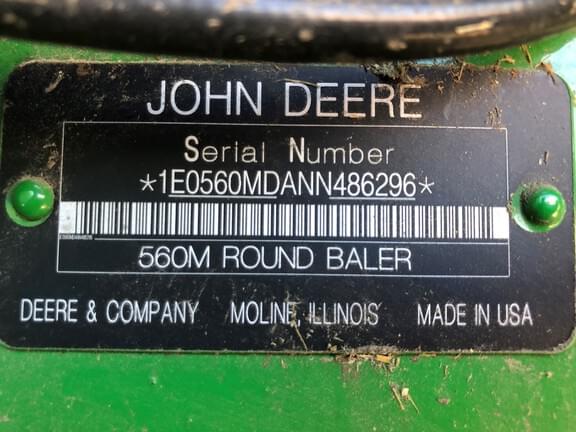 JOHN DEERE
Serial Number
*1E0560MDANN486296*
560M ROUND BALER
DEERE & COMPANY MOLINE, ILLINOIS MADE IN USA